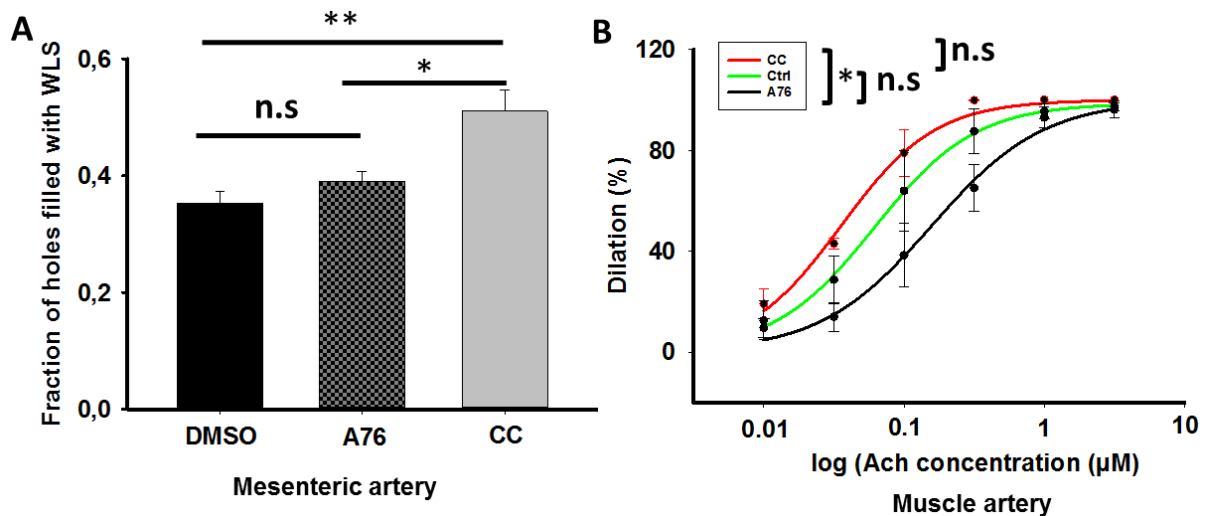 A
**
*
n.s
Fraction of holes filled with WLS
0,6
0,4
0,2
0,0
DMSO A76 CC
Mesenteric artery
B
CC
Ctrl
A76
*
n.s
n.s
Dilation (%)
120
80
40
0
0.01 0.1 1 10
log (Ach concentration (µM)
Muscle artery